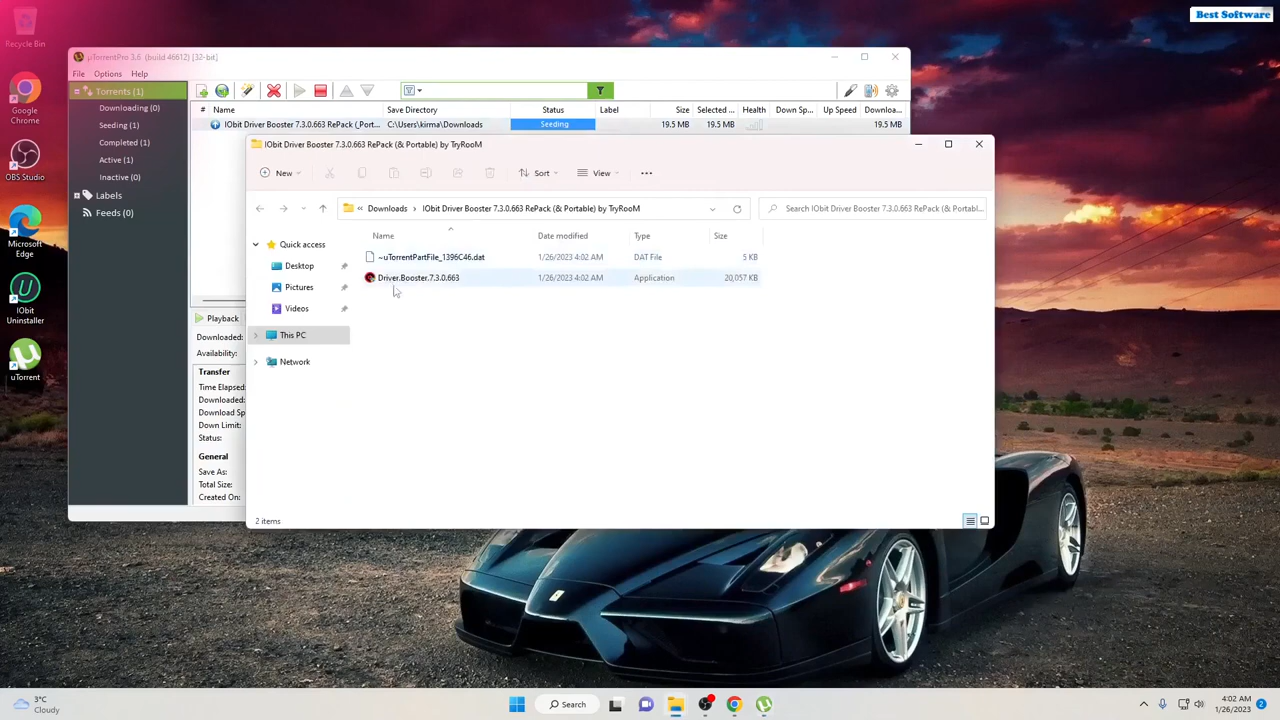 Best Software
Recycle Bin
Google Chrome
OBS Studio
Microsoft Edge
IObit Uninstaller
uTorrent
µTorrentPro 3.6 (build 46612) [32-bit]
File Options Help
Torrents (1)
Downloading (0)
Seeding (1)
Completed (1)
Active (1)
Inactive (0)
Labels
Feeds (0)
# Name Save Directory Status Label Size Selected ... Health Down Sp... Up Speed Downloa...
IObit Driver Booster 7.3.0.663 RePack (_Port... C:\Users\kirma\Downloads Seeding 19.5 MB 19.5 MB 19.5 MB
Playback
Downloaded:
Availability:
Transfer
Time Elapsed:
Downloaded:
Download Sp
Down Limit:
Status:
General
Save As:
Total Size:
Created On:
IObit Driver Booster 7.3.0.663 RePack (& Portable) by TryRooM
New Sort View
Downloads IObit Driver Booster 7.3.0.663 RePack (& Portable) by TryRooM
Search IObit Driver Booster 7.3.0.663 RePack (& Portabl...
Quick access
Desktop
Pictures
Videos
This PC
Network
Name Date modified Type Size
~uTorrentPartFile_1396C46.dat 1/26/2023 4:02 AM DAT File 5 KB
Driver.Booster.7.3.0.663 1/26/2023 4:02 AM Application 20,057 KB
2 items
3°C
Cloudy
Search
4:02 AM
1/26/2023
2